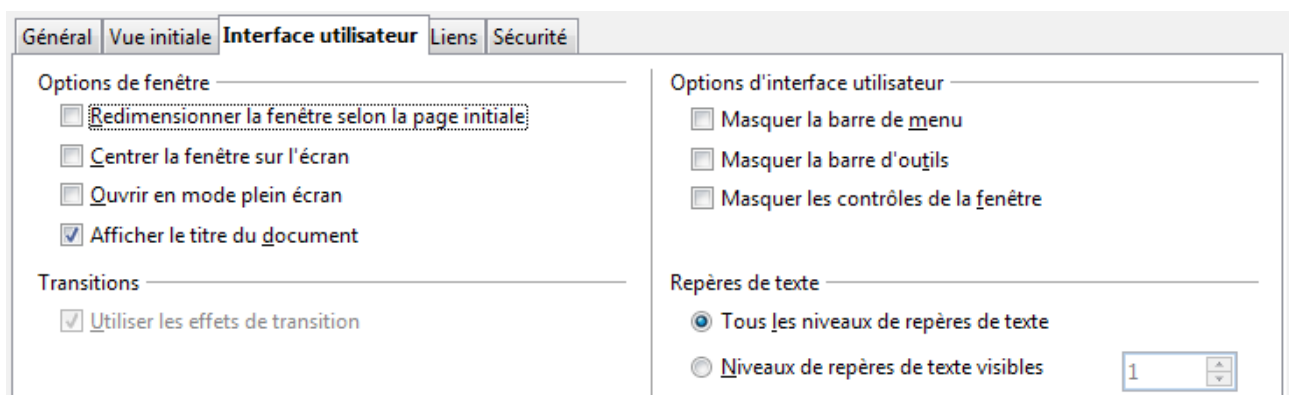 Général Vue initiale Interface utilisateur Liens Sécurité
Options de fenêtre
Redimensionner la fenêtre selon la page initiale
Centrer la fenêtre sur l'écran
Ouvrir en mode plein écran
Afficher le titre du document
Transitions
Utiliser les effets de transition
Options d'interface utilisateur
Masquer la barre de menu
Masquer la barre d'outils
Masquer les contrôles de la fenêtre
Repères de texte
Tous les niveaux de repères de texte
Niveaux de repères de texte visibles 1